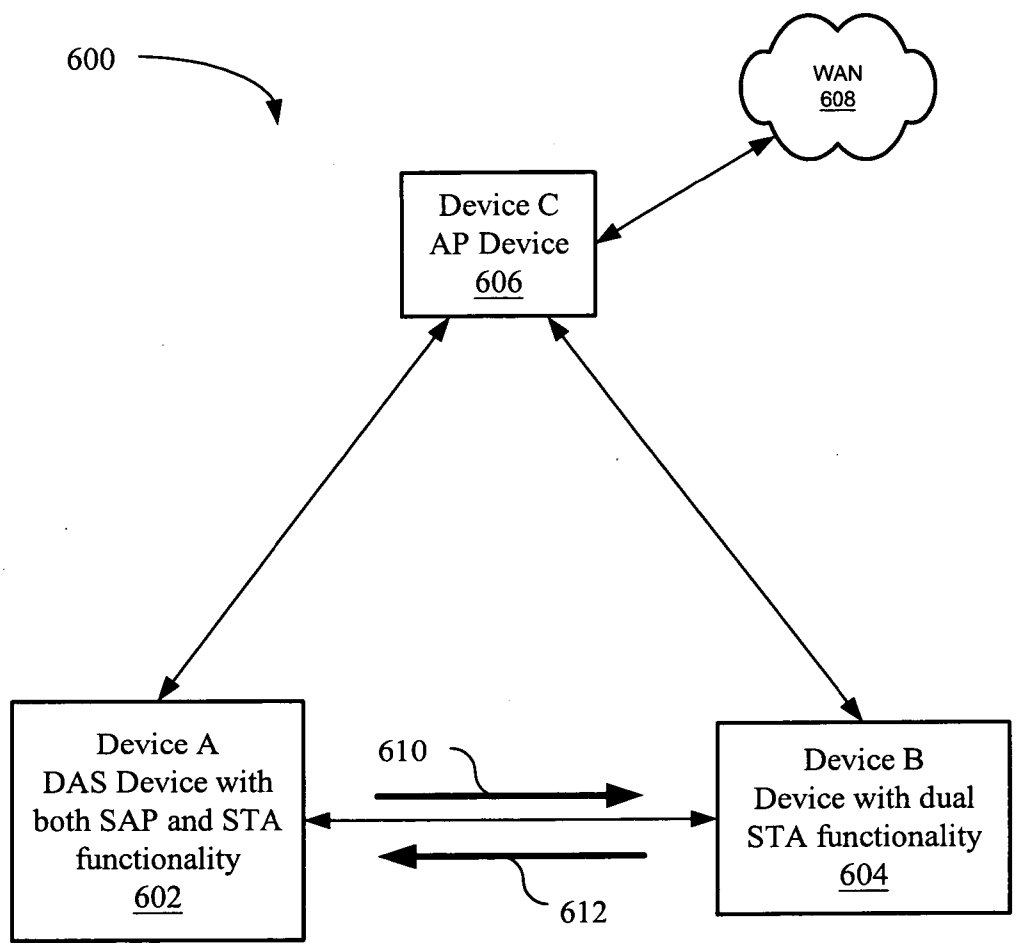 600
WAN
608
Device C
AP Device
606
Device A
DAS Device with
both SAP and STA
functionality
602
610
612
Device B
Device with dual
STA functionality
604